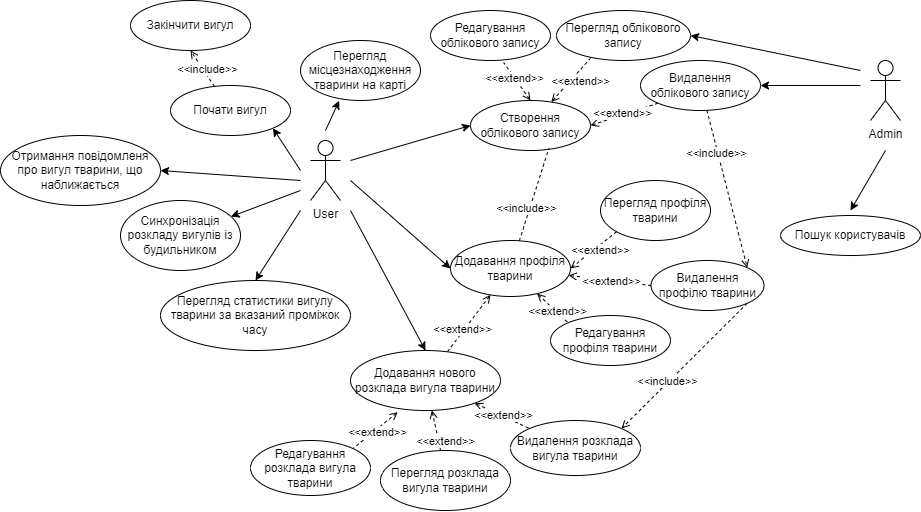 Закінчити вигул
<<include>>
Почати вигул
Перегляд
місцезнаходження
тварини на карті
Редагування
облікового запису
Перегляд облікового
запису
<<extend>>
<<extend>>
Видалення
облікового запису
<<extend>>
Створення
облікового запису
Admin
<<include>>
Отримання повідомленя
про вигул тварини, що
наближається
User
<<include>>
Синхронізація
розкладу вигулів із
будильником
Перегляд профіля
тварини
Пошук користувачів
<<extend>>
Додавання профіля
тварини
<<extend>>
Видалення
профілю тварини
Перегляд статистики вигулу
тварини за вказаний проміжок
часу
<<extend>>
<<extend>>
Редагування
профіля тварини
Додавання нового
розклада вигула тварини
<<include>>
<<extend>>
<<extend>>
<<extend>>
Видалення розклада
вигула тварини
Редагування
розклада вигула
тварини
Перегляд розклада
вигула тварини